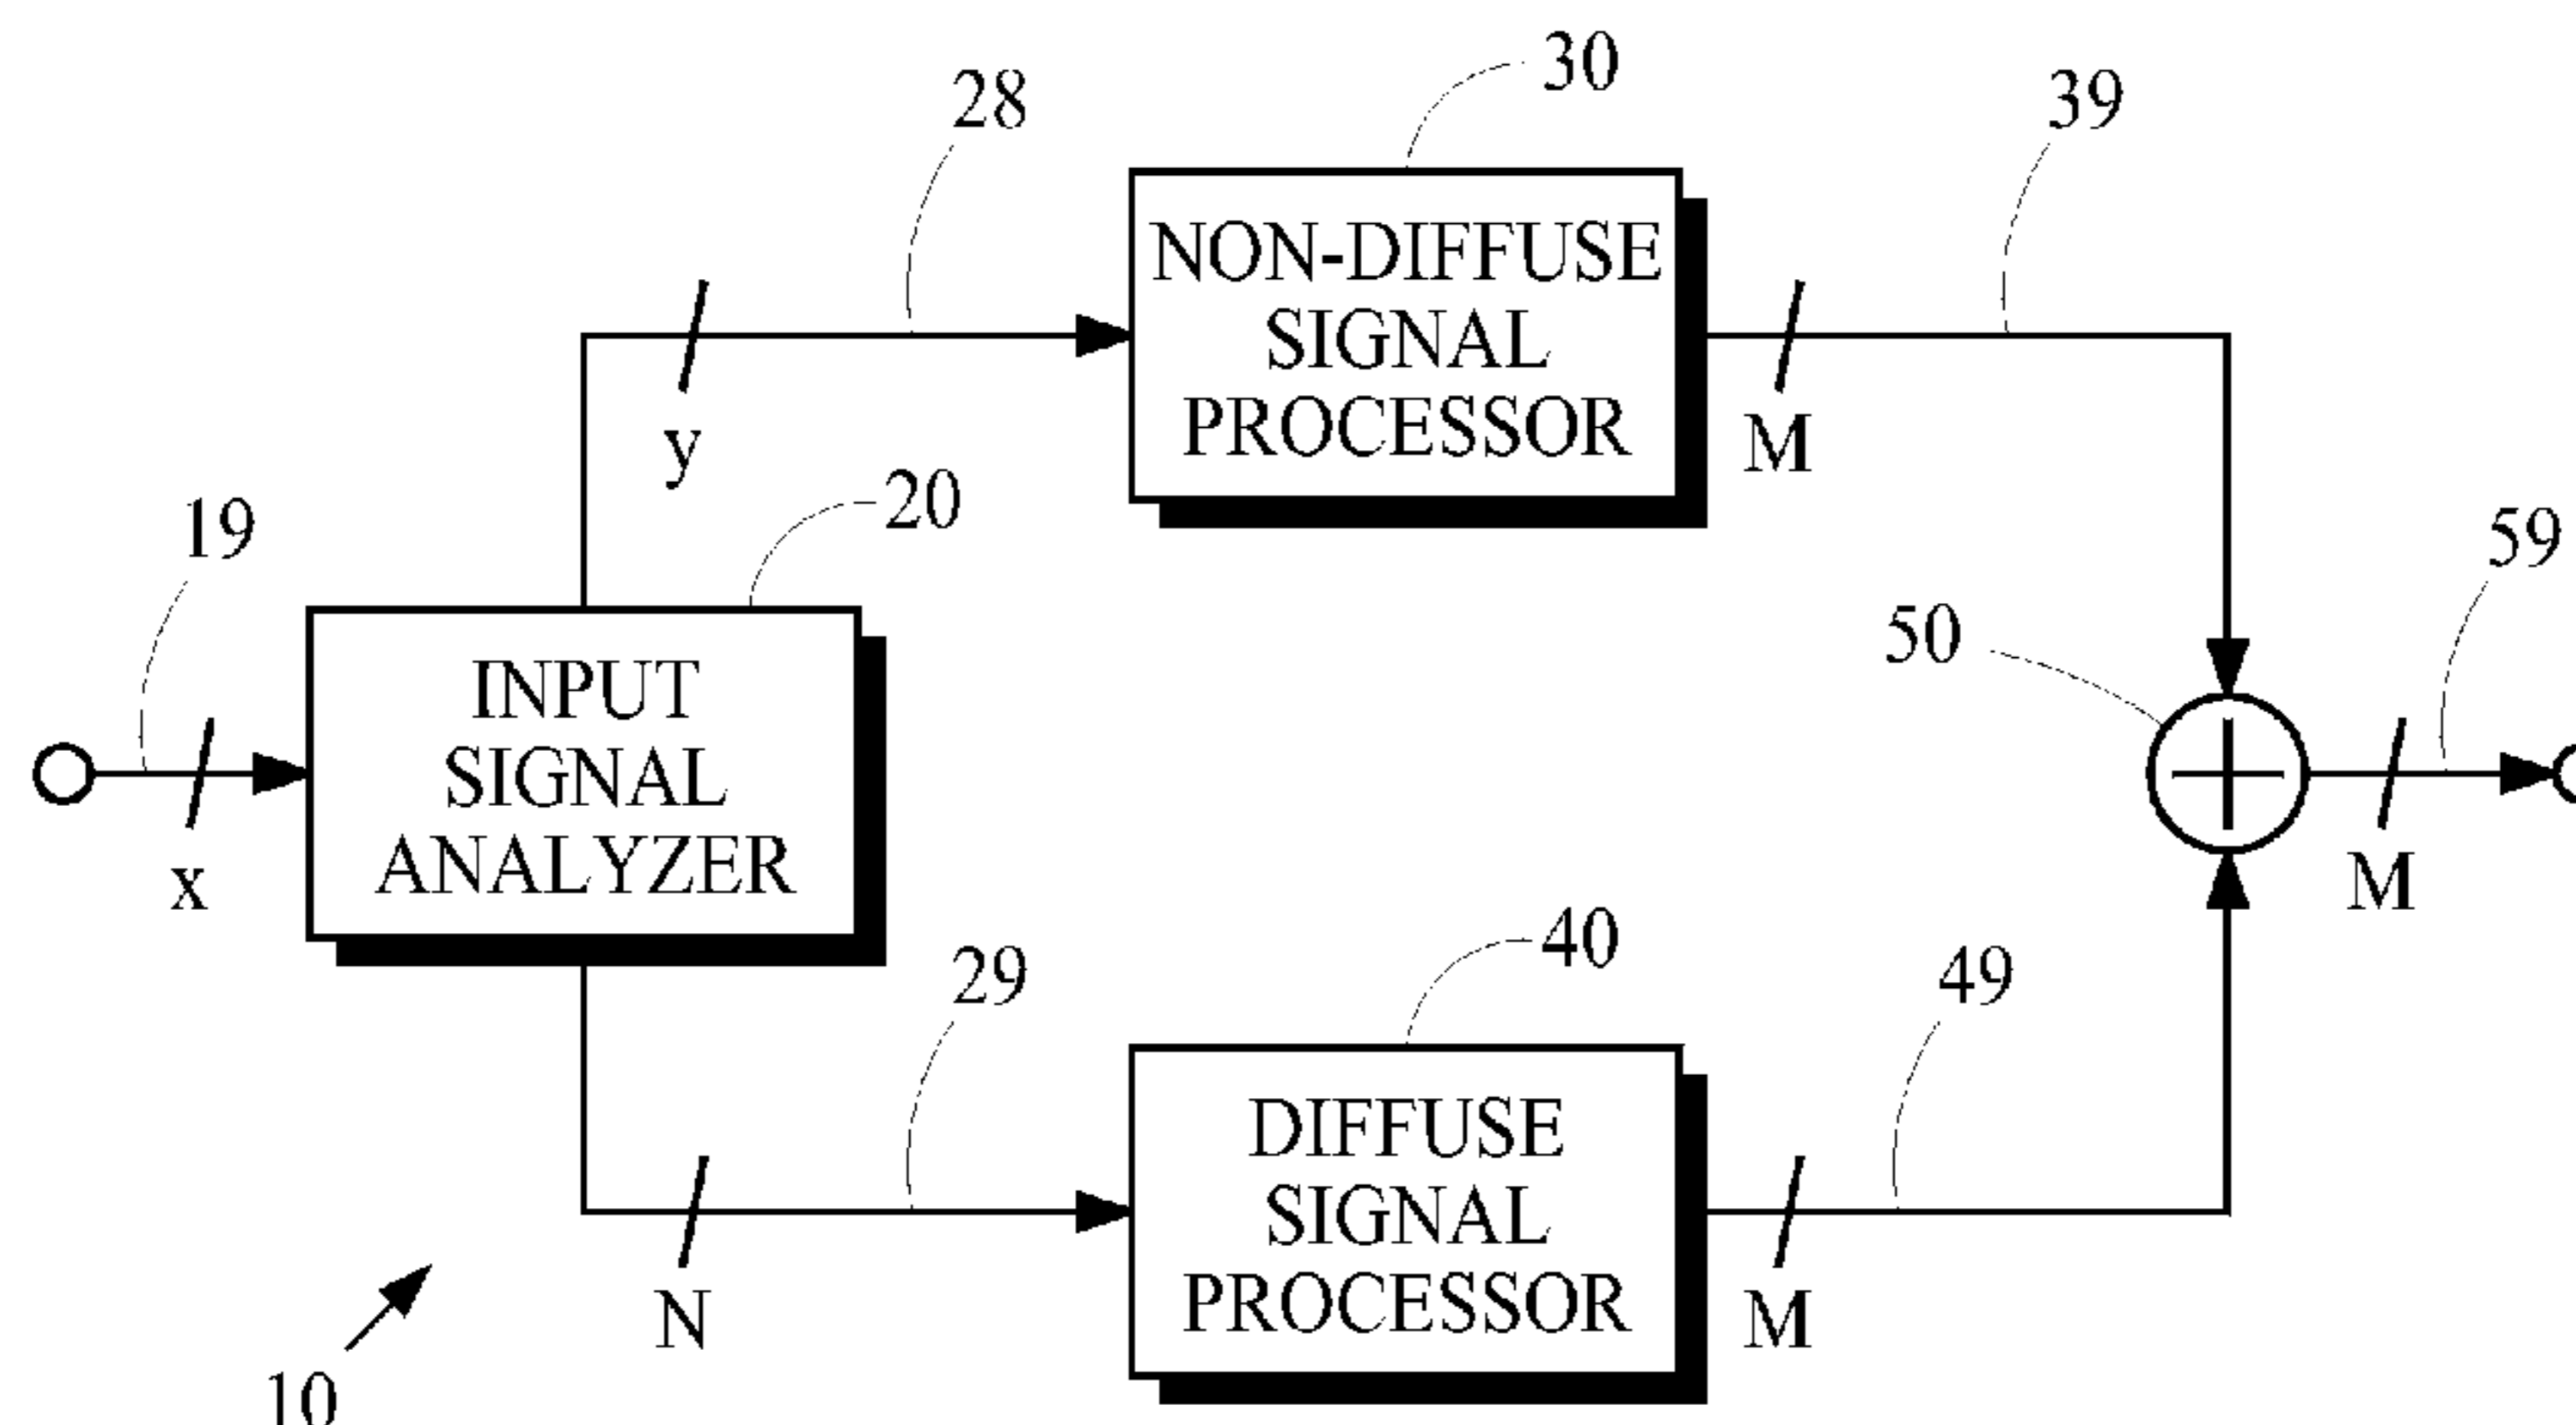 30
28
39
NON-DIFFUSE
SIGNAL
PROCESSOR
y
M
20
19
59
50
INPUT
SIGNAL
ANALYZER
x
M
40
29
49
DIFFUSE
SIGNAL
PROCESSOR
N
M
10